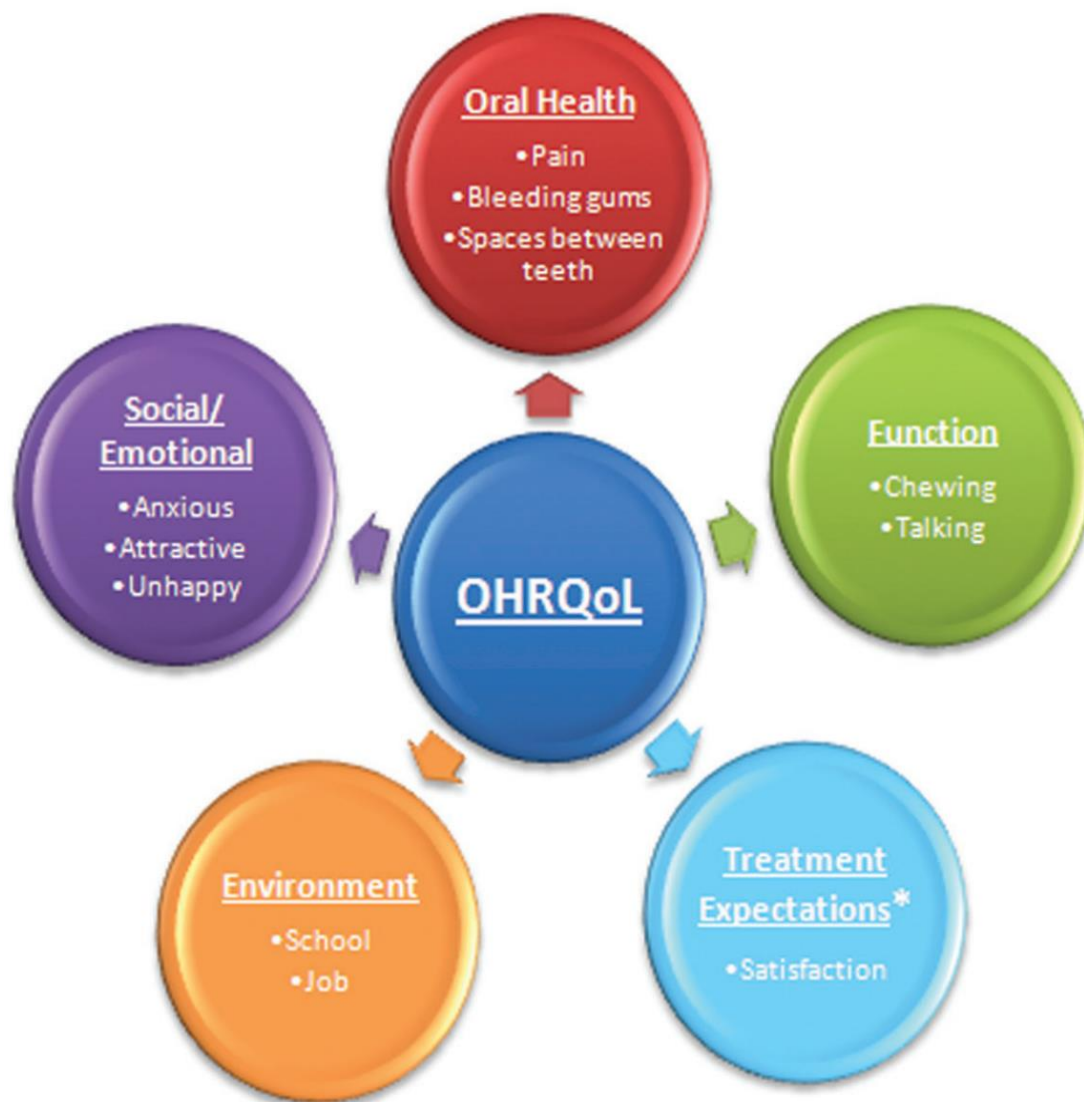 Oral Health
•Pain
•Bleeding gums
•Spaces between
teeth
Social/
Emotional
•Anxious
•Attractive
•Unhappy
Function
•Chewing
•Talking
OHRQoL
Environment
•School
•Job
Treatment
Expectations*
•Satisfaction